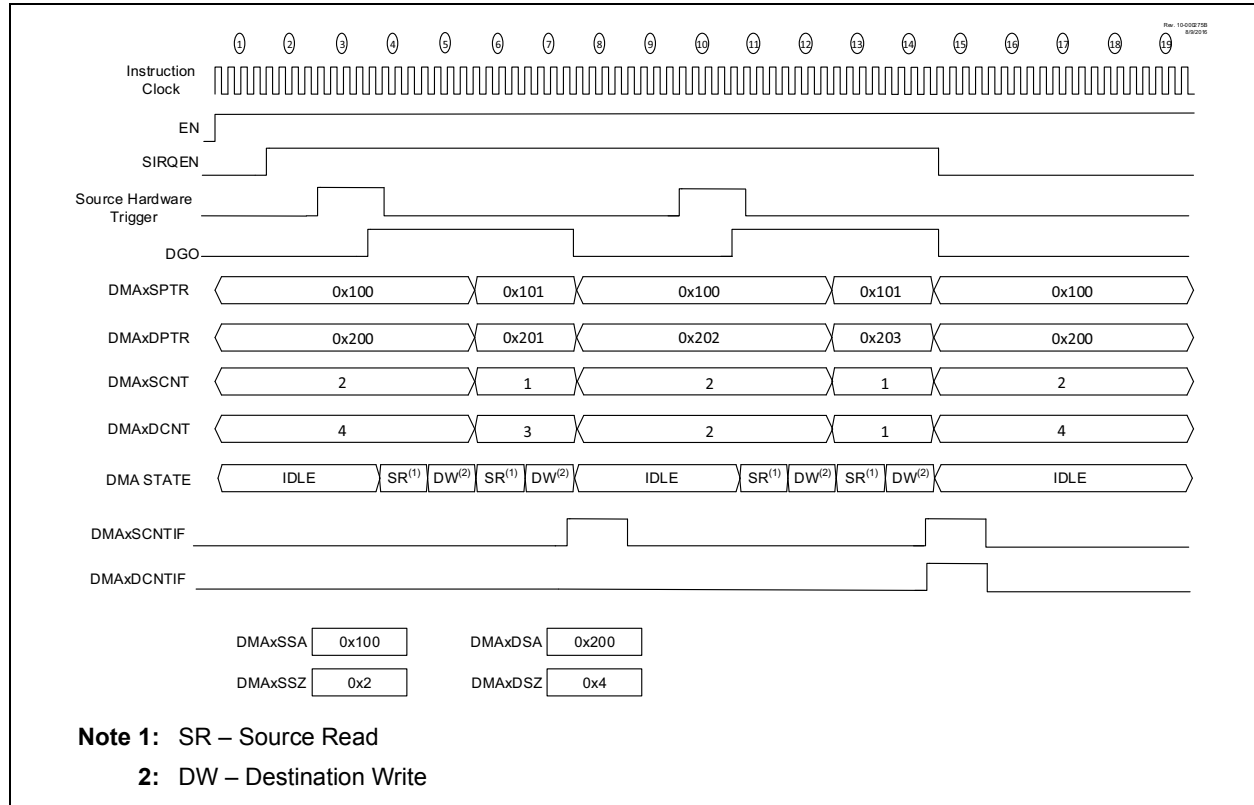 Rev. 10-000275B
8/9/2016
1 2 3 4 5 6 7 8 9 10 11 12 13 14 15 16 17 18 19
Instruction
Clock
EN
SIRQEN
Source Hardware
Trigger
DGO
DMAxSPTR 0x100 0x101 0x100 0x101 0x100
DMAxDPTR 0x200 0x201 0x202 0x203 0x200
DMAxSCNT 2 1 2 1 2
DMAxDCNT 4 3 2 1 4
DMA STATE IDLE SR(1) DW(2) SR(1) DW(2) IDLE SR(1) DW(2) SR(1) DW(2) IDLE
DMAxSCNTIF
DMAxDCNTIF
DMAxSSA 0x100 DMAxDSA 0x200
DMAxSSZ 0x2 DMAxDSZ 0x4
Note 1: SR – Source Read
2: DW – Destination Write